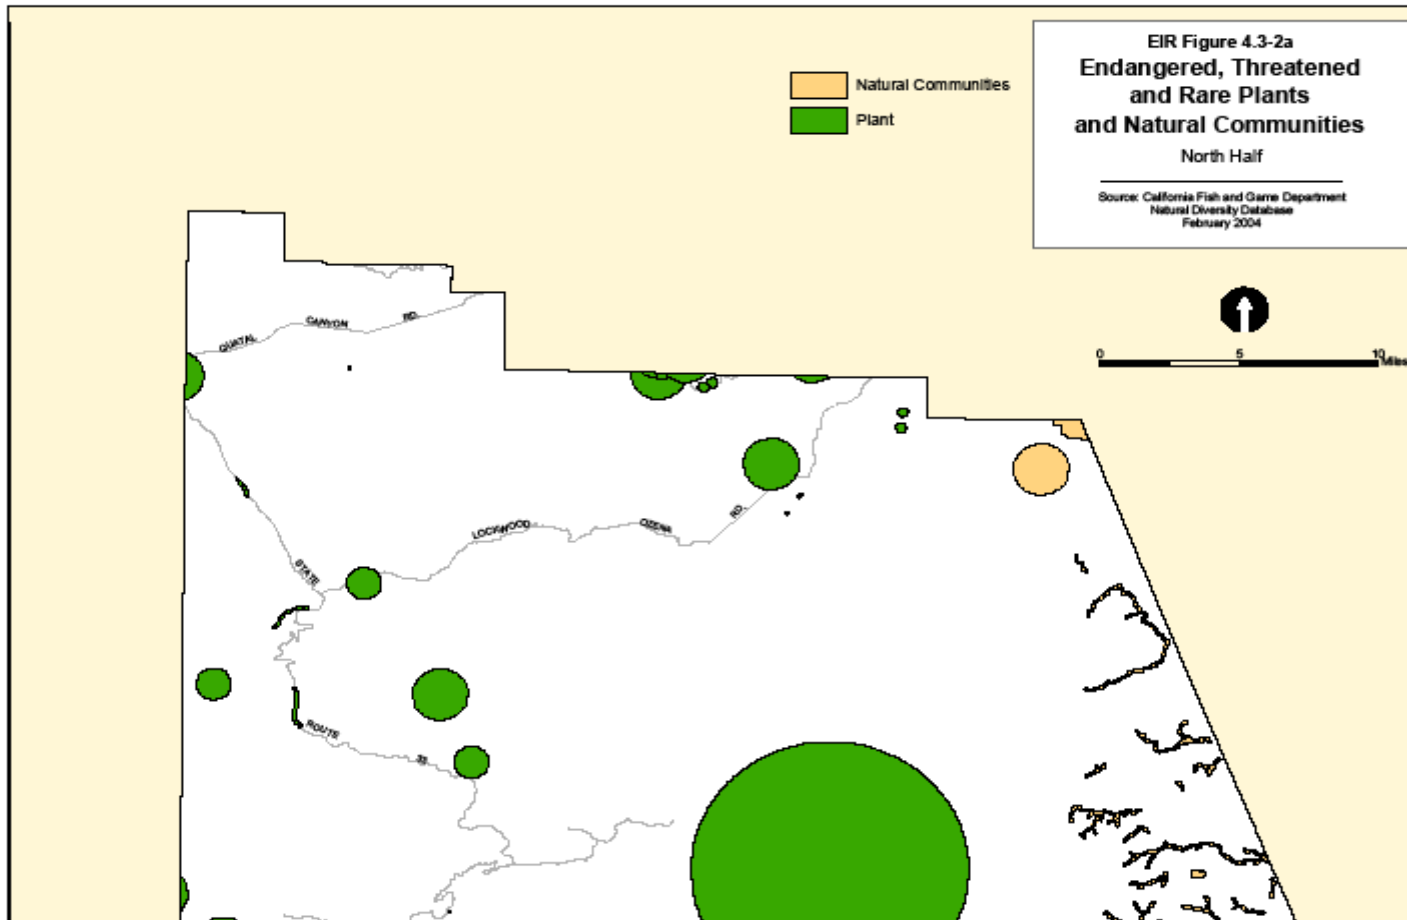 EIR Figure 4.3-2a
Endangered, Threatened
and Rare Plants
and Natural Communities
North Half
Source: California Fish and Game Department
Natural Diversity Database
February 2004
Natural Communities
Plant
0 5 10 Miles
QUATAL CANYON RD.
LOCKWOOD OZENA RD.
STATE ROUTE 33